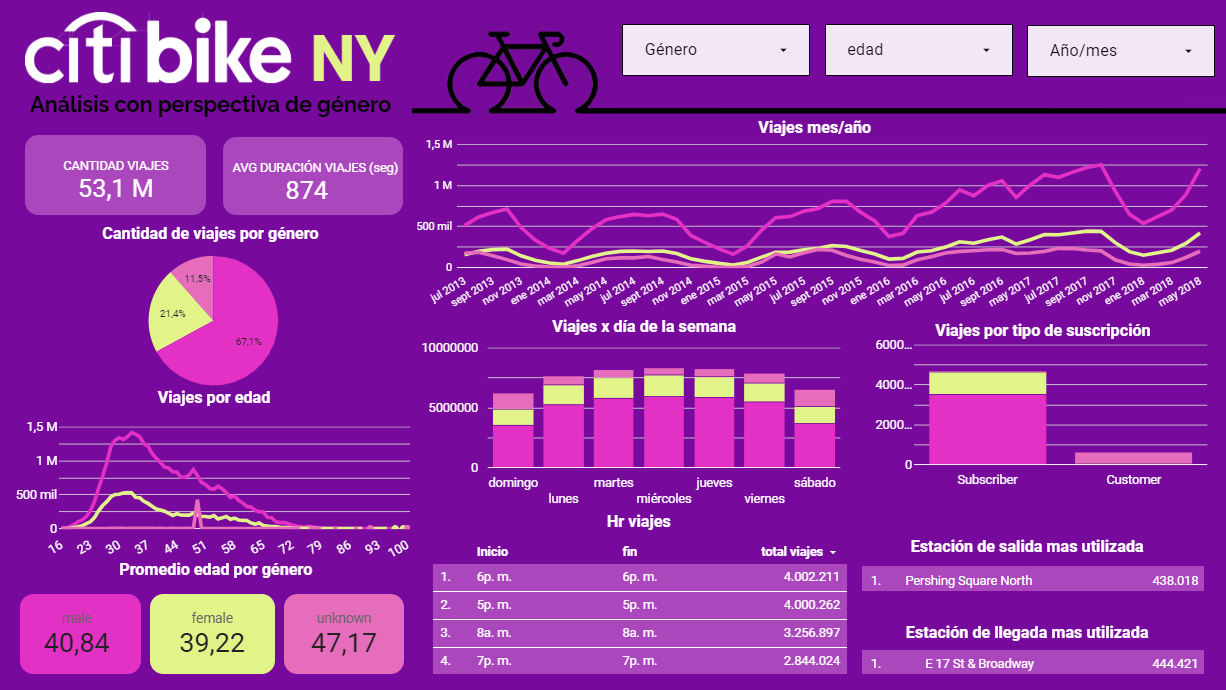 citi bike NY
Análisis con perspectiva de género
Género
edad
Año/mes
CANTIDAD VIAJES
53,1 M
AVG DURACIÓN VIAJES (seg)
874
Cantidad de viajes por género
11,5%
21,4%
67,1%
Viajes por edad
1,5 M
1 M
500 mil
0
16 23 30 37 44 51 58 65 72 79 86 93 100
Promedio edad por género
male
40,84
female
39,22
unknown
47,17
Viajes mes/año
1,5 M
1 M
500 mil
0
jul 2013 sept 2013 nov 2013 ene 2014 mar 2014 may 2014 jul 2014 sept 2014 nov 2014 ene 2015 mar 2015 may 2015 jul 2015 sept 2015 nov 2015 ene 2016 mar 2016 may 2016 jul 2016 sept 2016 nov 2016 ene 2017 mar 2017 may 2017 jul 2017 sept 2017 nov 2017 ene 2018 mar 2018 may 2018
Viajes x día de la semana
10000000
5000000
0
domingo lunes martes miércoles jueves viernes sábado
Viajes por tipo de suscripción
6000...
4000...
2000...
0
Subscriber Customer
Hr viajes
Inicio fin total viajes
1. 6p. m. 6p. m. 4.002.211
2. 5p. m. 5p. m. 4.000.262
3. 8a. m. 8a. m. 3.256.897
4. 7p. m. 7p. m. 2.844.024
Estación de salida mas utilizada
1. Pershing Square North 438.018
Estación de llegada mas utilizada
1. E 17 St & Broadway 444.421